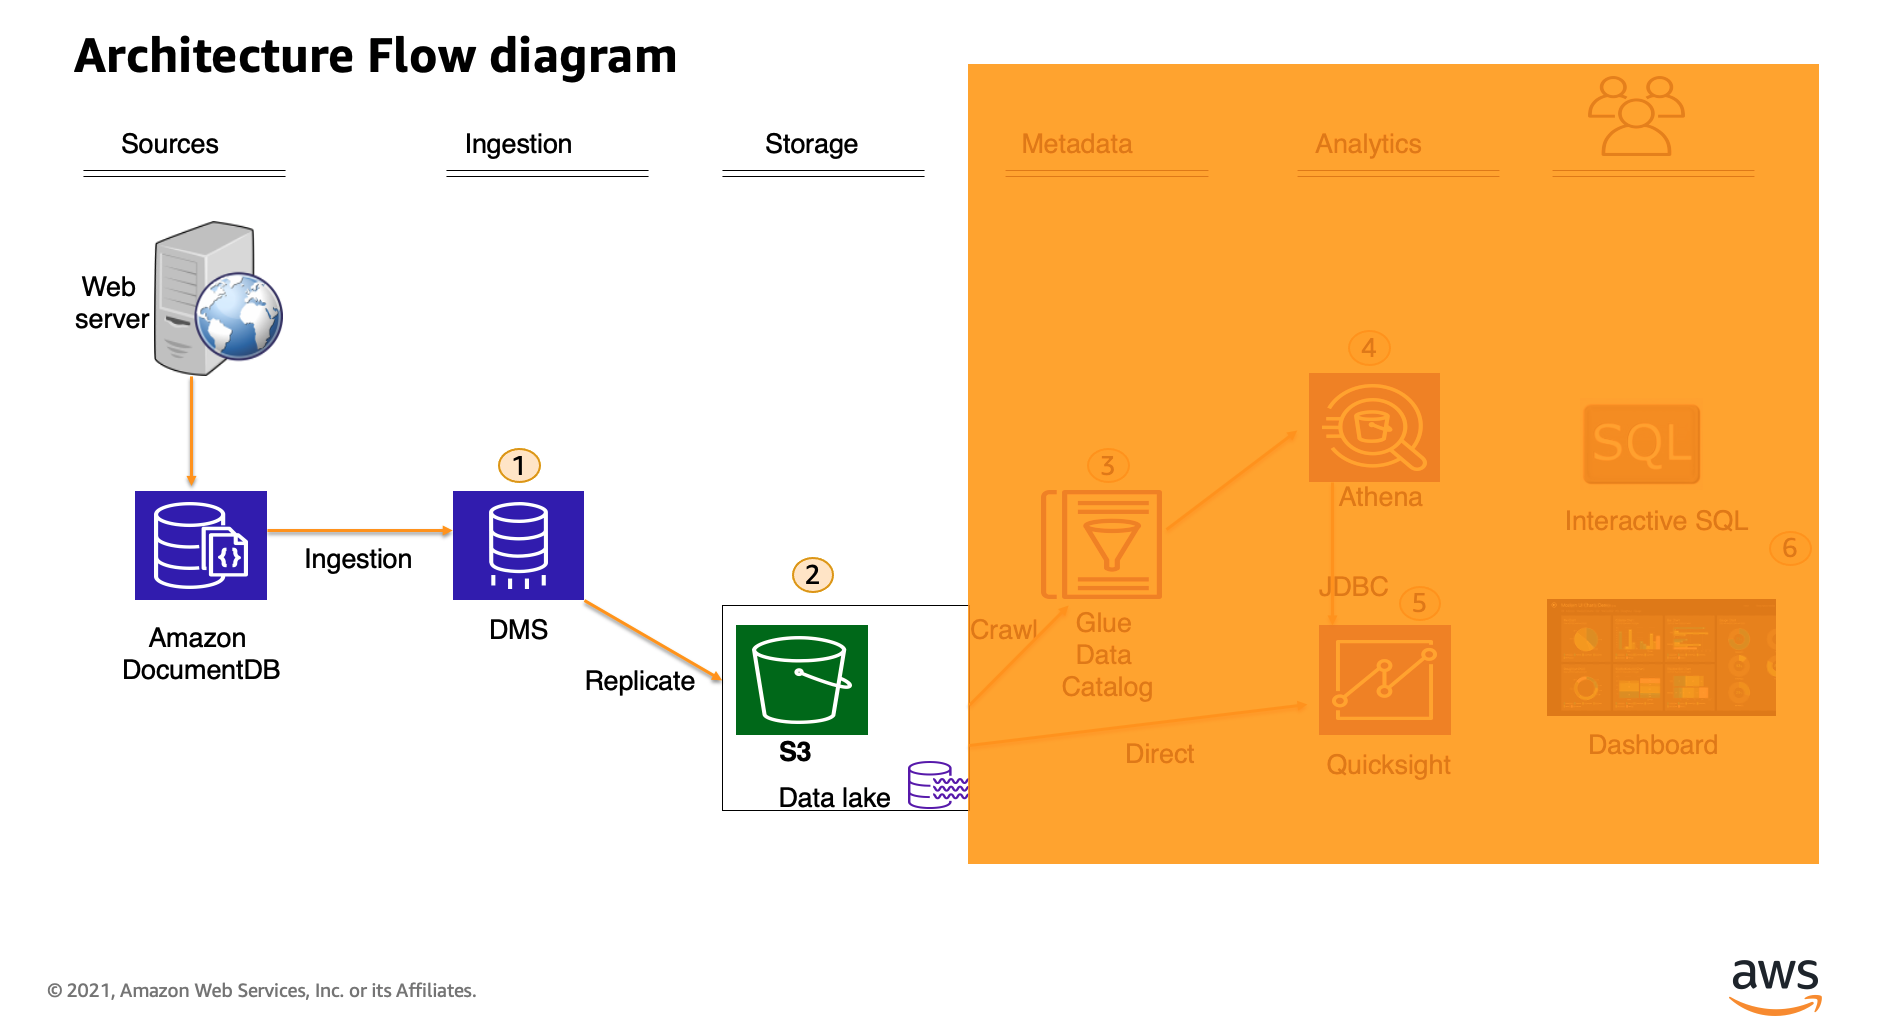 Architecture Flow diagram
Sources
Ingestion
Storage
Metadata
Analytics
Web
server
4
SQL
Athena
Interactive SQL
1
3
6
Ingestion
2
JDBC
5
Amazon
DocumentDB
DMS
Replicate
Crawl
Glue
Data
Catalog
S3
Data lake
Direct
Quicksight
Dashboard
© 2021, Amazon Web Services, Inc. or its Affiliates.
aws